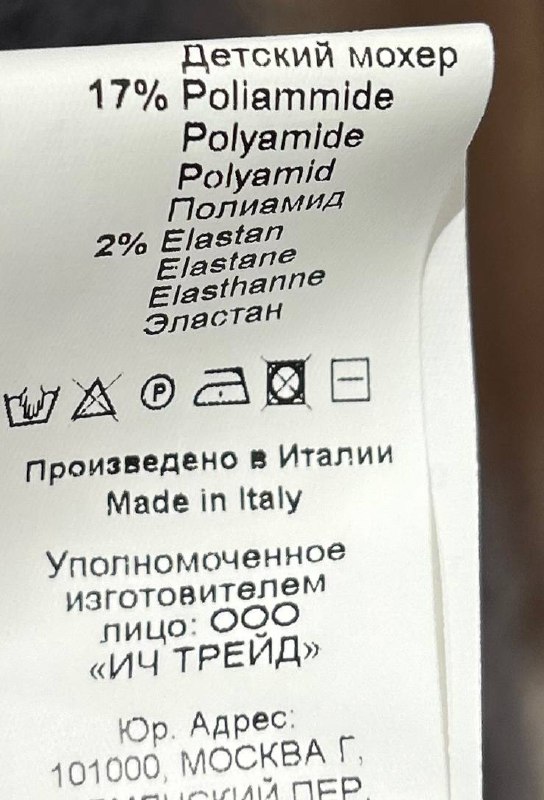 Детский мохер
17% Poliammide
Polyamide
Polyamid
Полиамид
2% Elastan
Elastane
Elasthanne
Эластан
P
Произведено в Италии
Made in Italy
Уполномоченное
изготовителем
лицо: ООО
«ИЧ ТРЕЙД»
Юр. Адрес:
101000, МОСКВА Г,
ПЕР.